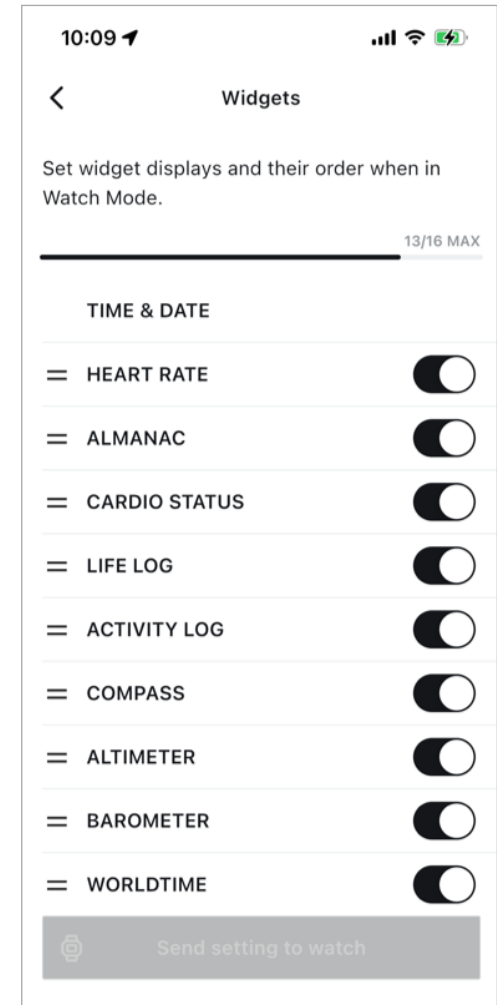 10:09
Widgets
Set widget displays and their order when in
Watch Mode.
13/16 MAX
TIME & DATE
HEART RATE
ALMANAC
CARDIO STATUS
LIFE LOG
ACTIVITY LOG
COMPASS
ALTIMETER
BAROMETER
WORLDTIME
Send setting to watch